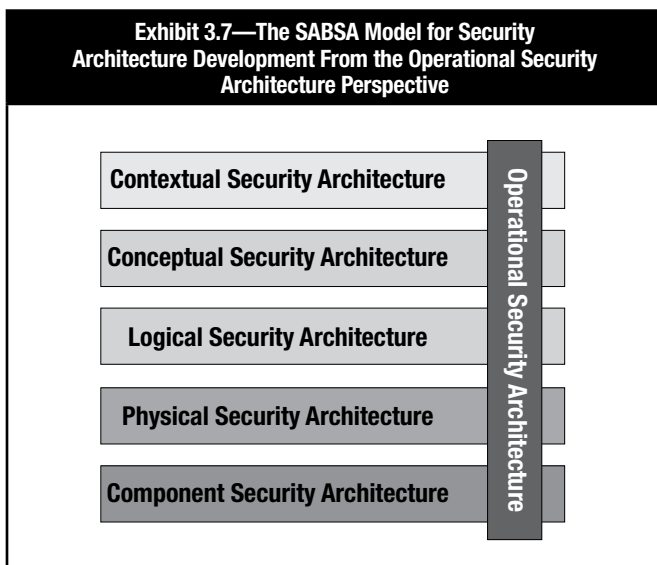 Exhibit 3.7—The SABSA Model for Security
Architecture Development From the Operational Security
Architecture Perspective
Contextual Security Architecture
Conceptual Security Architecture
Logical Security Architecture
Physical Security Architecture
Component Security Architecture
Operational Security Architecture